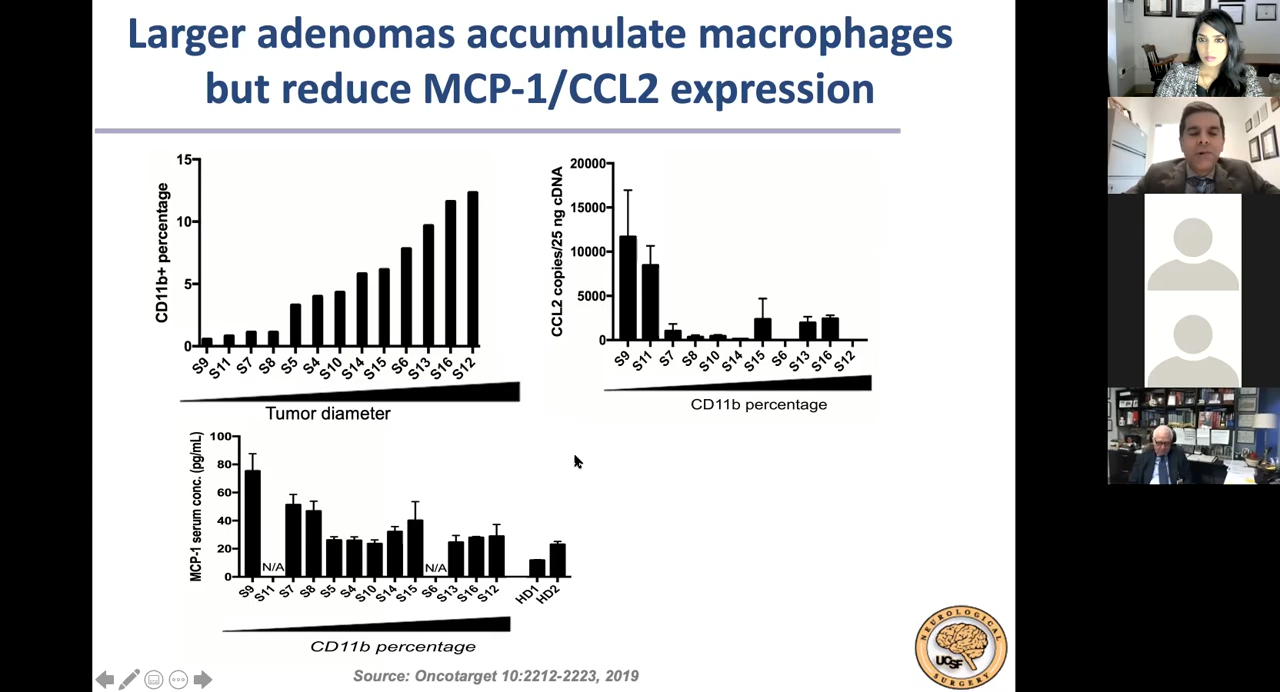 Larger adenomas accumulate macrophages
but reduce MCP-1/CCL2 expression
CD11b+ percentage
15
10
5
0
S9 S11 S7 S8 S5 S4 S10 S14 S15 S6 S13 S16 S12
Tumor diameter
CCL2 copies/25 ng cDNA
20000
15000
10000
5000
0
S9 S11 S7 S8 S10 S14 S15 S6 S13 S16 S12
CD11b percentage
MCP-1 serum conc. (pg/mL)
100
80
60
40
20
0
N/A N/A
S9 S11 S7 S8 S5 S4 S10 S14 S15 S6 S13 S16 S12 HD1 HD2
CD11b percentage
Source: Oncotarget 10:2212-2223, 2019
NEUROLOGICAL
UCSF
SURGERY